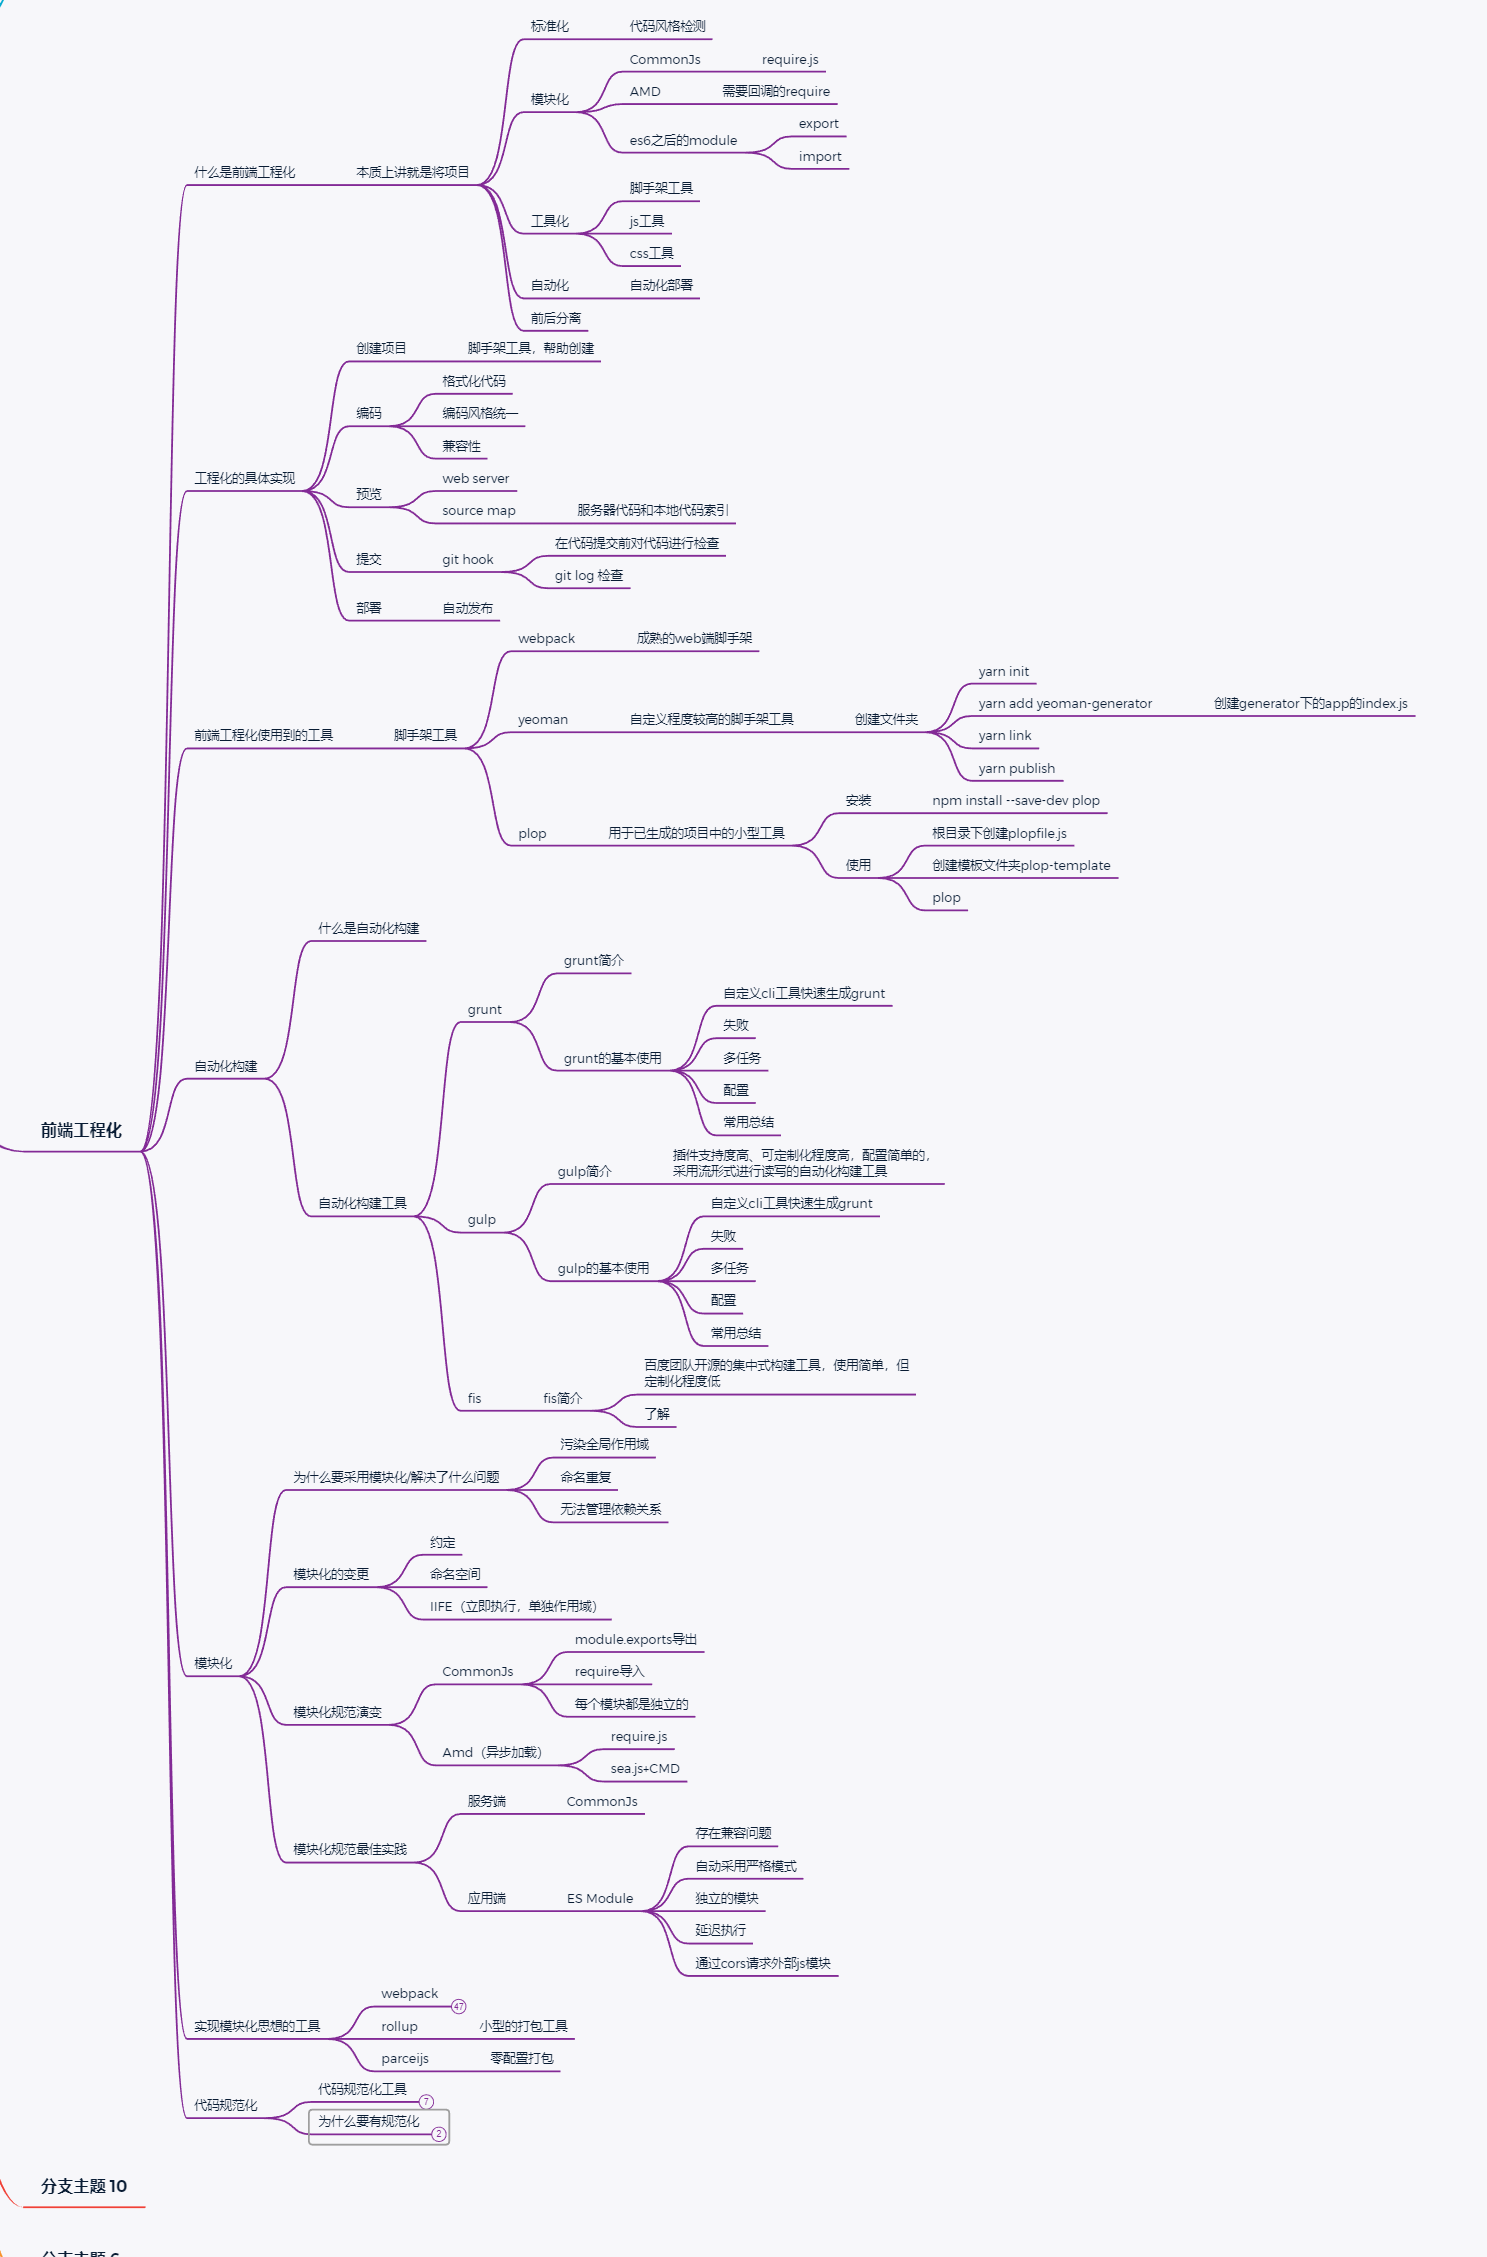 标准化
代码风格检测
CommonJs
require.js
模块化
AMD
需要回调的require
es6之后的module
export
import
什么是前端工程化
本质上讲就是将项目
工具化
脚手架工具
js工具
css工具
自动化
自动化部署
前后分离
创建项目
脚手架工具，帮助创建
编码
格式化代码
编码风格统一
兼容性
工程化的具体实现
预览
web server
source map
服务器代码和本地代码索引
提交
git hook
在代码提交前对代码进行检查
git log 检查
部署
自动发布
webpack
成熟的web端脚手架
前端工程化使用到的工具
脚手架工具
yeoman
自定义程度较高的脚手架工具
创建文件夹
yarn init
yarn add yeoman-generator
创建generator下的app的index.js
yarn link
yarn publish
plop
用于已生成的项目中的小型工具
安装
npm install --save-dev plop
使用
根目录下创建plopfile.js
创建模板文件夹plop-template
plop
什么是自动化构建
自动化构建
grunt
grunt简介
grunt的基本使用
自定义cli工具快速生成grunt
失败
多任务
配置
常用总结
前端工程化
自动化构建工具
gulp
gulp简介
插件支持度高、可定制化程度高，配置简单的，
采用流形式进行读写的自动化构建工具
gulp的基本使用
自定义cli工具快速生成grunt
失败
多任务
配置
常用总结
fis
fis简介
百度团队开源的集中式构建工具，使用简单，但
定制化程度低
了解
为什么要采用模块化/解决了什么问题
污染全局作用域
命名重复
无法管理依赖关系
模块化的变更
约定
命名空间
IIFE（立即执行，单独作用域）
模块化
模块化规范演变
CommonJs
module.exports导出
require导入
每个模块都是独立的
Amd（异步加载）
require.js
sea.js+CMD
模块化规范最佳实践
服务端
CommonJs
应用端
ES Module
存在兼容问题
自动采用严格模式
独立的模块
延迟执行
通过cors请求外部js模块
实现模块化思想的工具
webpack
47
rollup
小型的打包工具
parceijs
零配置打包
代码规范化
代码规范化工具
7
为什么要有规范化
2
分支主题 10
分支主题 6